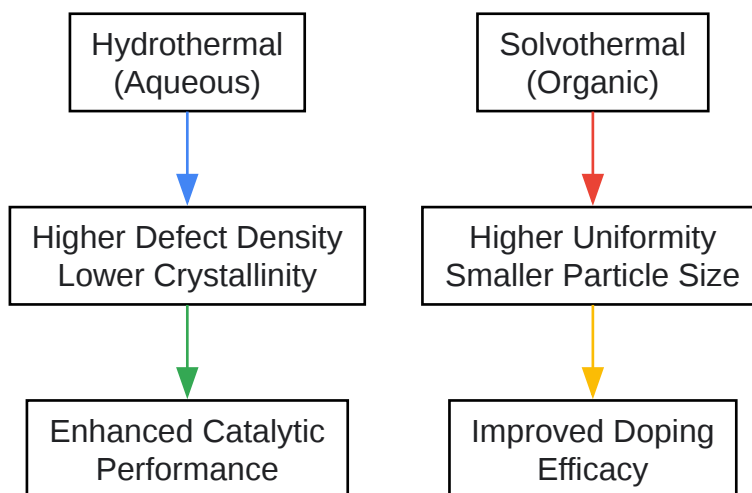 Hydrothermal
(Aqueous)
Solvothermal
(Organic)
Higher Defect Density
Lower Crystallinity
Higher Uniformity
Smaller Particle Size
Enhanced Catalytic
Performance
Improved Doping
Efficacy